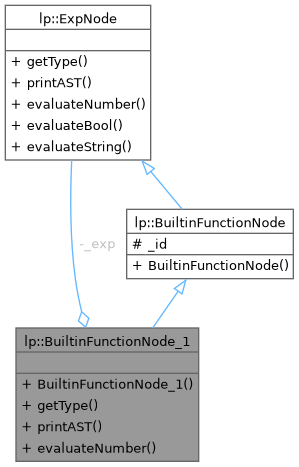 lp::ExpNode
+ getType()
+ printAST()
+ evaluateNumber()
+ evaluateBool()
+ evaluateString()
-_exp
lp::BuiltinFunctionNode
# _id
+ BuiltinFunctionNode()
lp::BuiltinFunctionNode_1
+ BuiltinFunctionNode_1()
+ getType()
+ printAST()
+ evaluateNumber()